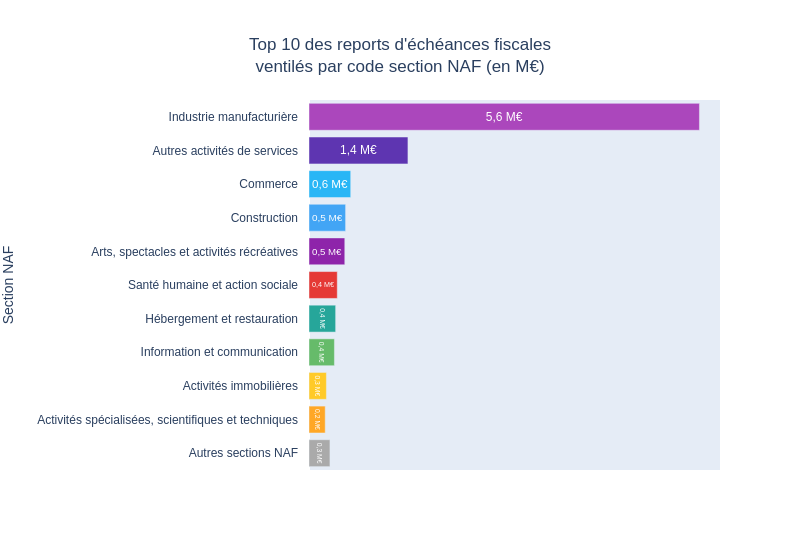 Top 10 des reports d'échéances fiscales
ventilés par code section NAF (en M€)
Section NAF
Industrie manufacturière 5,6 M€
Autres activités de services 1,4 M€
Commerce 0,6 M€
Construction 0,5 M€
Arts, spectacles et activités récréatives 0,5 M€
Santé humaine et action sociale 0,4 M€
Hébergement et restauration 0,4 M€
Information et communication 0,4 M€
Activités immobilières 0,3 M€
Activités spécialisées, scientifiques et techniques 0,2 M€
Autres sections NAF 0,3 M€